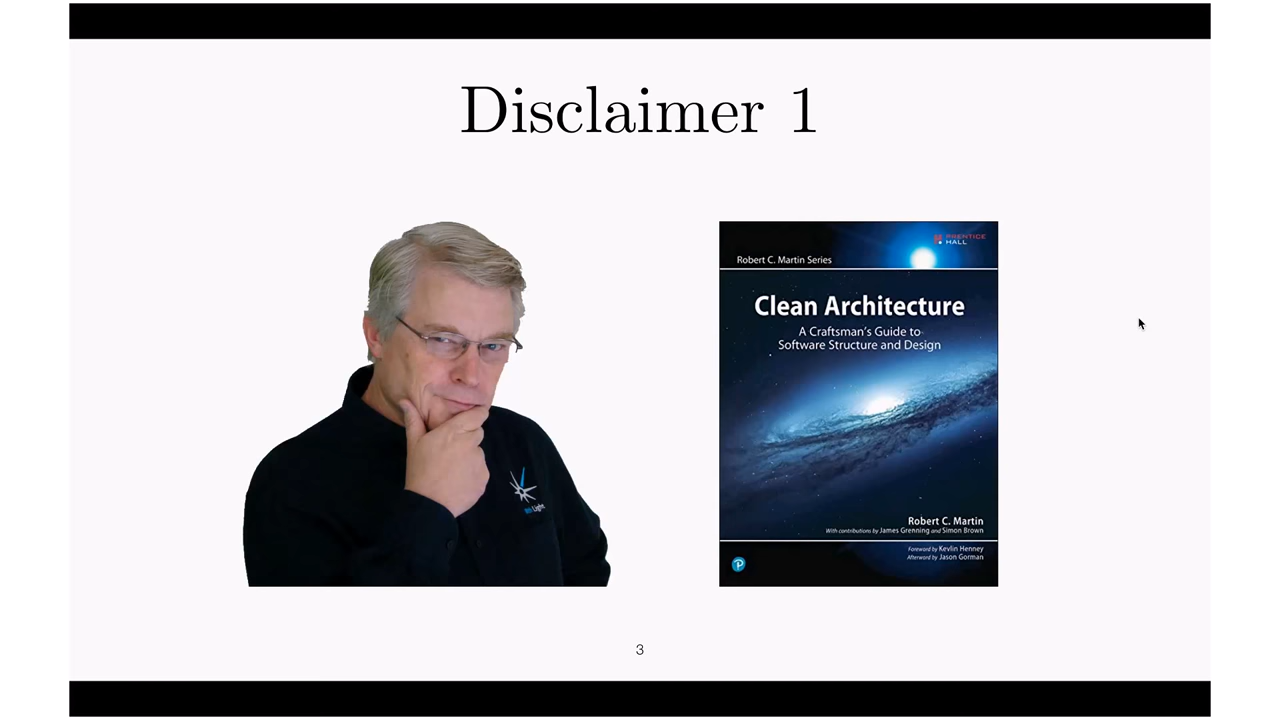 Disclaimer 1
PRENTICE
HALL
Robert C. Martin Series
Clean Architecture
A Craftsman's Guide to
Software Structure and Design
Robert C. Martin
With contributions by James Grenning and Simon Brown
Foreword by Kevlin Henney
Afterword by Jason Gorman
P
3